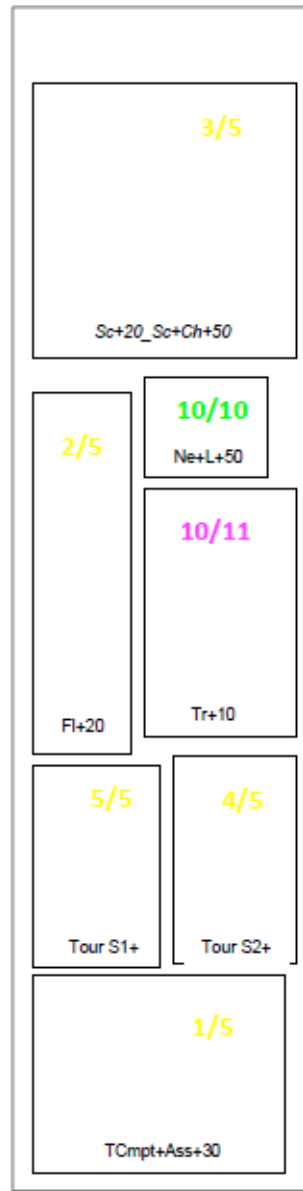 3/5
Sc+20_Sc+Ch+50
2/5
Fl+20
10/10
Ne+L+50
10/11
Tr+10
5/5
Tour S1+
4/5
Tour S2+
1/5
TCmpt+Ass+30